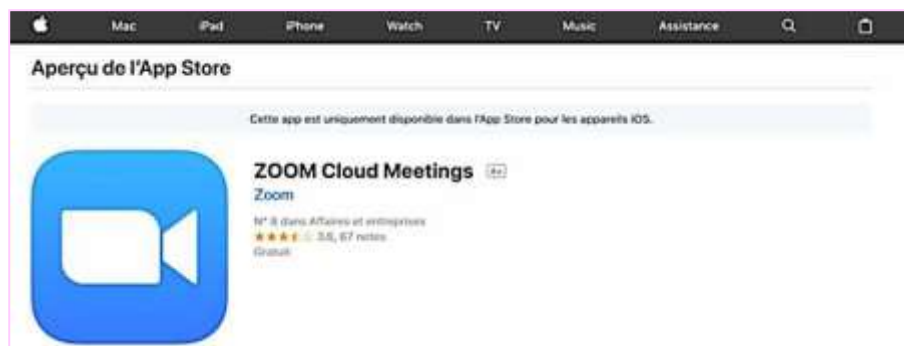 Mac iPad iPhone Watch TV Music Assistance
Aperçu de l'App Store
Cette app est uniquement disponible dans l'App Store pour les appareils iOS.
ZOOM Cloud Meetings 4+
Zoom
N° 8 dans Affaires et entreprises
3.6, 67 notes
Gratuit